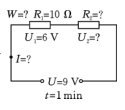 W=? R₁=10 Ω R₂=?
U₁=6 V U₂=?
I=?
U=9 V
t=1 min